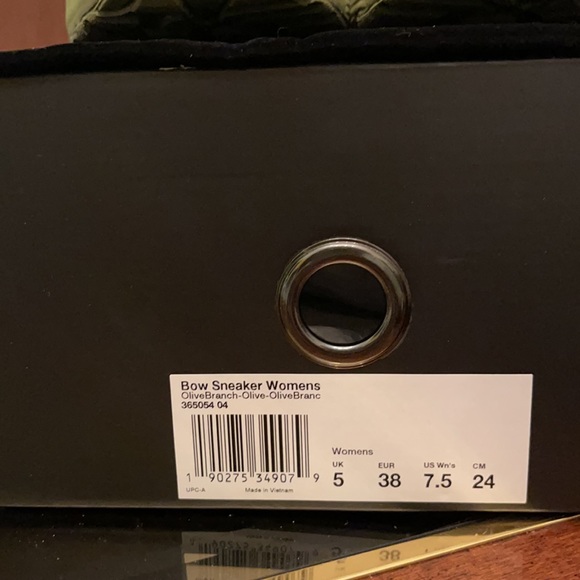 Bow Sneaker Womens
OliveBranch-Olive-OliveBranc
365054 04
1 90275 34907 9
UPC-A Made in Vietnam
Womens
UK EUR US Wn's CM
5 38 7.5 24